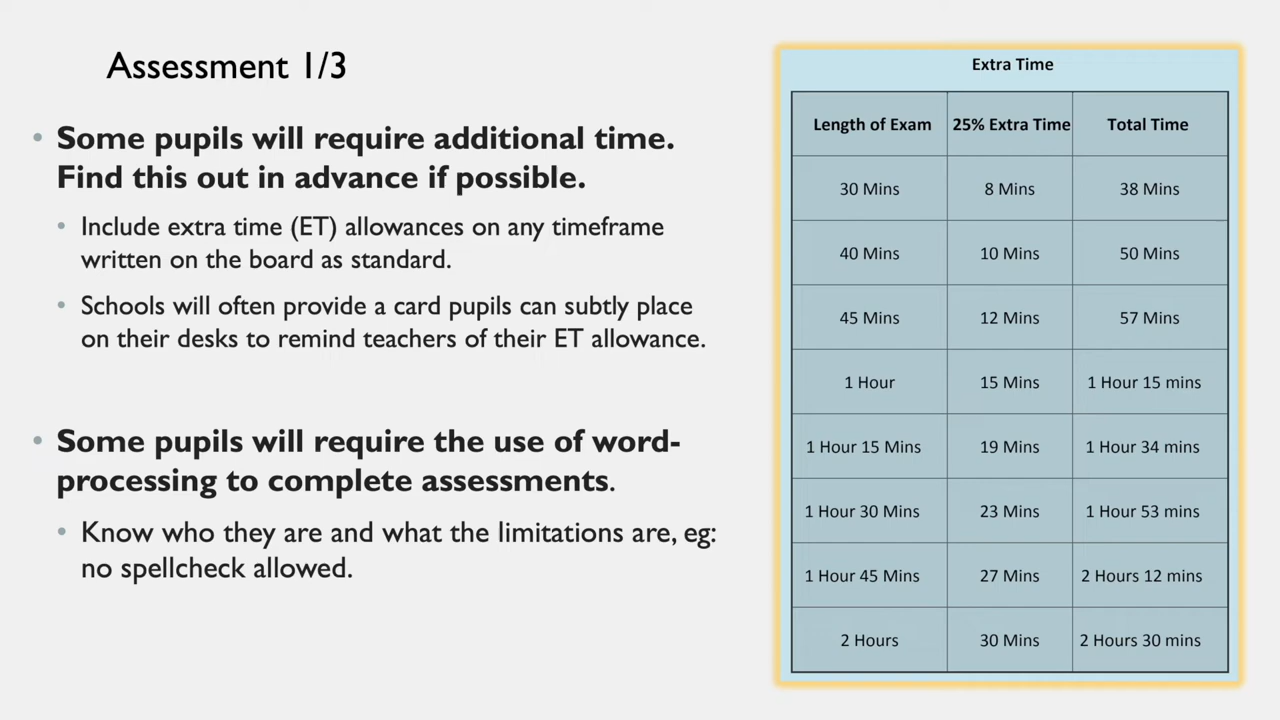 Assessment 1/3
• Some pupils will require additional time.
Find this out in advance if possible.
• Include extra time (ET) allowances on any timeframe
written on the board as standard.
• Schools will often provide a card pupils can subtly place
on their desks to remind teachers of their ET allowance.
• Some pupils will require the use of word-
processing to complete assessments.
• Know who they are and what the limitations are, eg:
no spellcheck allowed.
Extra Time
Length of Exam 25% Extra Time Total Time
30 Mins 8 Mins 38 Mins
40 Mins 10 Mins 50 Mins
45 Mins 12 Mins 57 Mins
1 Hour 15 Mins 1 Hour 15 mins
1 Hour 15 Mins 19 Mins 1 Hour 34 mins
1 Hour 30 Mins 23 Mins 1 Hour 53 mins
1 Hour 45 Mins 27 Mins 2 Hours 12 mins
2 Hours 30 Mins 2 Hours 30 mins